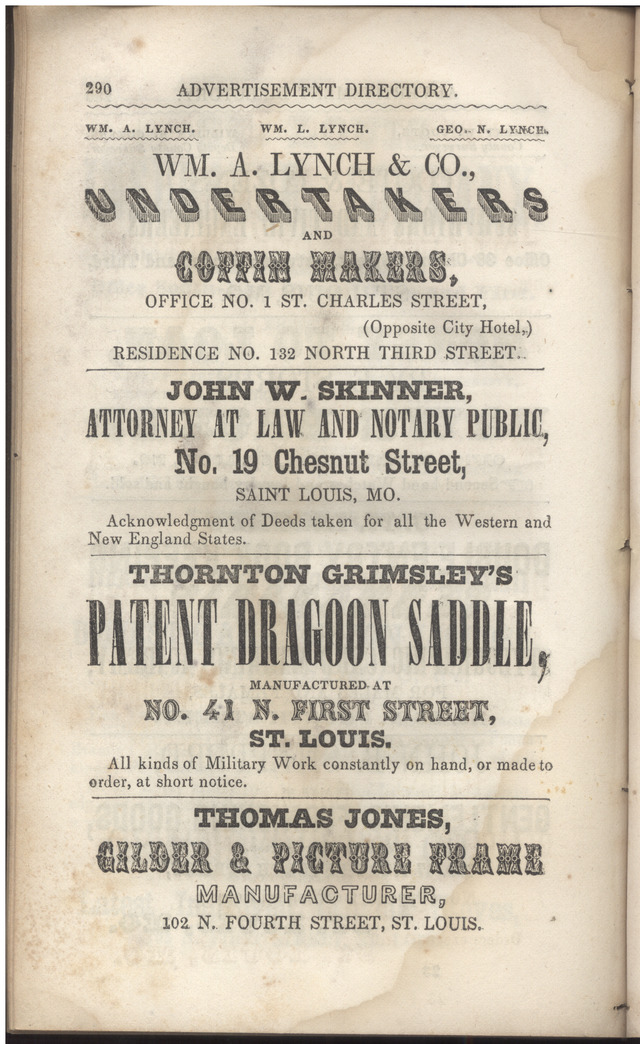 290 ADVERTISEMENT DIRECTORY.
WM. A. LYNCH. WM. L. LYNCH. GEO. N. LYNCH.
WM. A. LYNCH & CO.,
UNDERTAKERS
AND
COFFIN MAKERS,
OFFICE NO. 1 ST. CHARLES STREET,
(Opposite City Hotel,)
RESIDENCE NO. 132 NORTH THIRD STREET.
JOHN W. SKINNER,
ATTORNEY AT LAW AND NOTARY PUBLIC,
No. 19 Chesnut Street,
SAINT LOUIS, MO.
Acknowledgment of Deeds taken for all the Western and
New England States.
THORNTON GRIMSLEY'S
PATENT DRAGOON SADDLE,
MANUFACTURED AT
NO. 41 N. FIRST STREET,
ST. LOUIS.
All kinds of Military Work constantly on hand, or made to
order, at short notice.
THOMAS JONES,
GILDER & PICTURE FRAME
MANUFACTURER,
102 N. FOURTH STREET, ST. LOUIS.